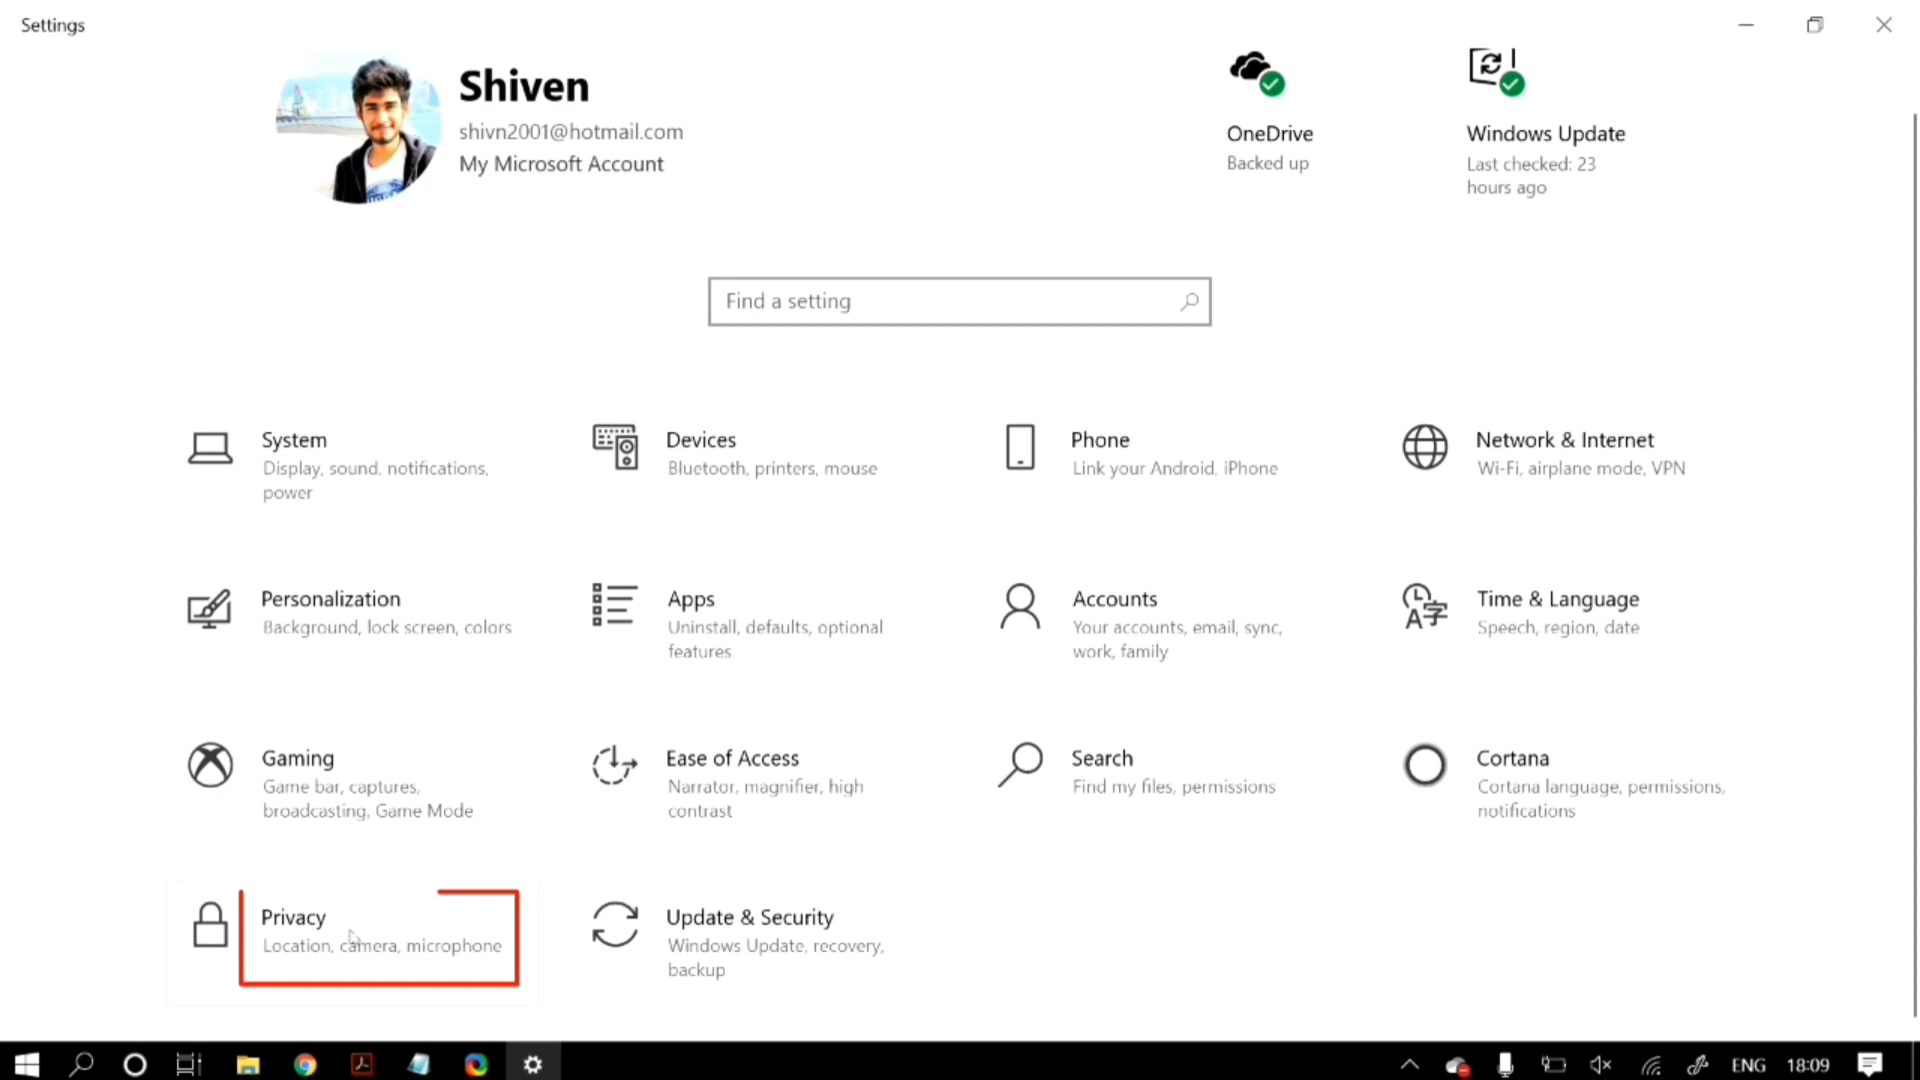 Settings
Shiven
shivn2001@hotmail.com
My Microsoft Account
OneDrive
Backed up
Windows Update
Last checked: 23
hours ago
Find a setting
System
Display, sound, notifications,
power
Devices
Bluetooth, printers, mouse
Phone
Link your Android, iPhone
Network & Internet
Wi-Fi, airplane mode, VPN
Personalization
Background, lock screen, colors
Apps
Uninstall, defaults, optional
features
Accounts
Your accounts, email, sync,
work, family
Time & Language
Speech, region, date
Gaming
Game bar, captures,
broadcasting, Game Mode
Ease of Access
Narrator, magnifier, high
contrast
Search
Find my files, permissions
Cortana
Cortana language, permissions,
notifications
Privacy
Location, camera, microphone
Update & Security
Windows Update, recovery,
backup
ENG 18:09